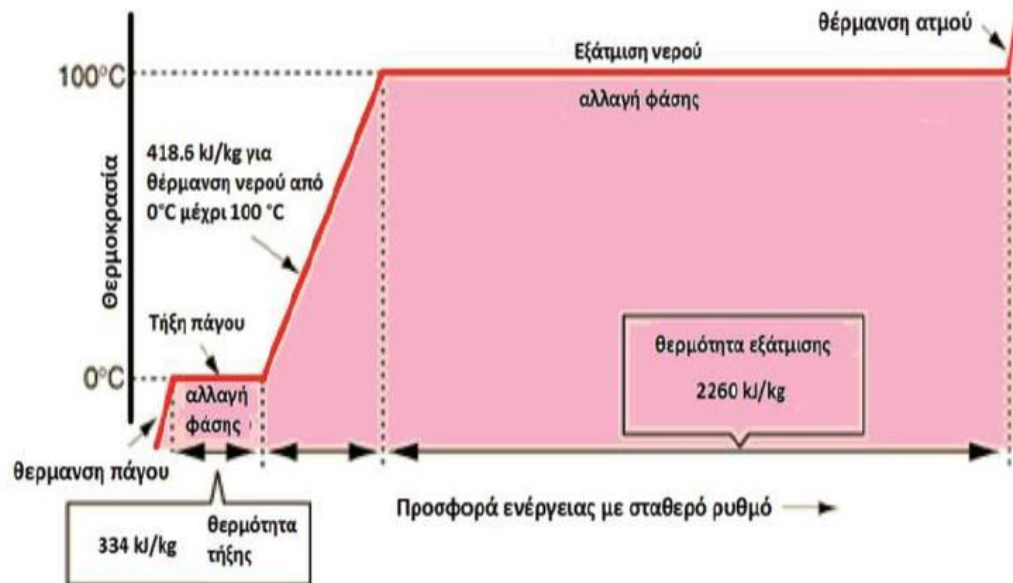 θέρμανση ατμού
100°C
Εξάτμιση νερού
αλλαγή φάσης
418.6 kJ/kg για
θέρμανση νερού από
0°C μέχρι 100 °C
Θερμοκρασία
Τήξη πάγου
0°C
αλλαγή
φάσης
θερμότητα εξάτμισης
2260 kJ/kg
θερμανση πάγου
Προσφορά ενέργειας με σταθερό ρυθμό
334 kJ/kg θερμότητα
τήξης